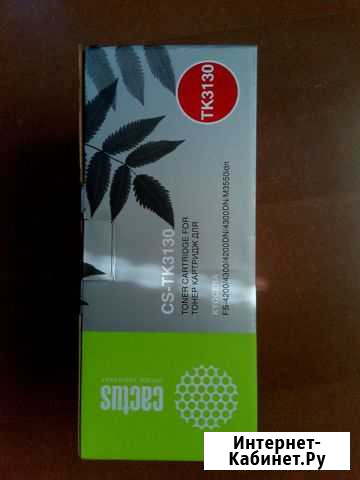 TK3130
CS-TK3130
TONER CARTRIDGE FOR
ТОНЕР КАРТРИДЖ ДЛЯ
KYOCERA
FS-4200/4300/4200DN/4300DN/M3550idn
cactus
Интернет-
Кабинет.Ру